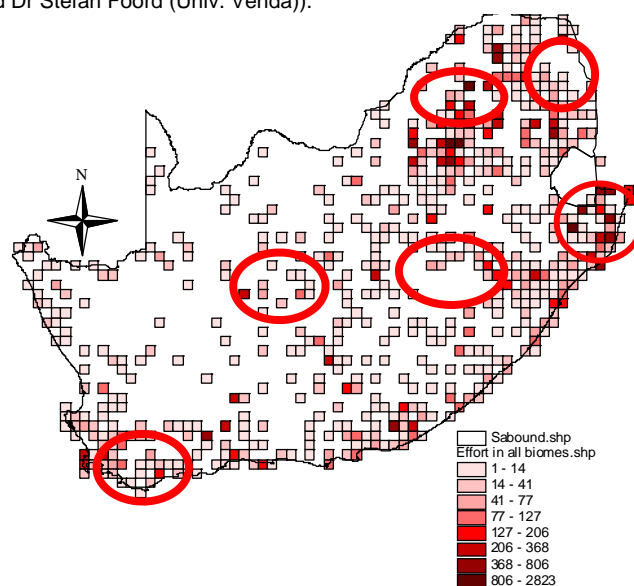 d Dr Stefan Foord (Univ. Venda)).
N
Sabound.shp
Effort in all biomes.shp
1 - 14
14 - 41
41 - 77
77 - 127
127 - 206
206 - 368
368 - 806
806 - 2823